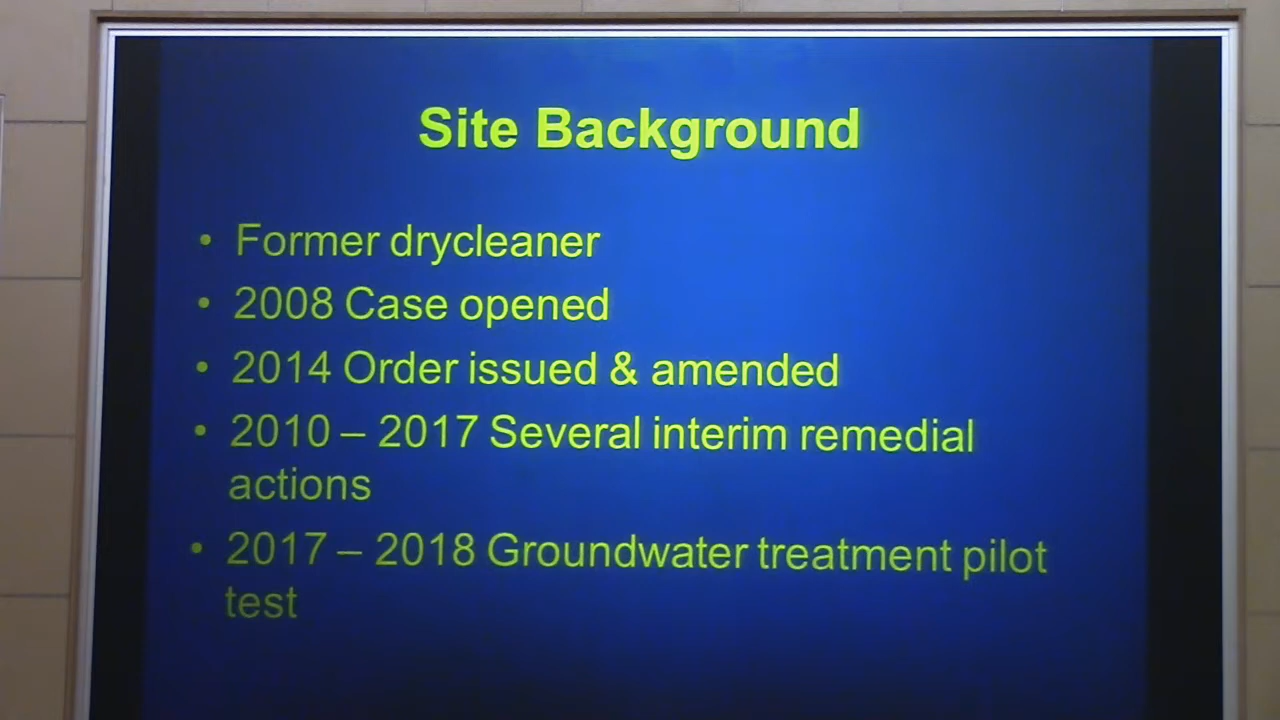 Site Background
• Former drycleaner
• 2008 Case opened
• 2014 Order issued & amended
• 2010 – 2017 Several interim remedial
actions
• 2017 – 2018 Groundwater treatment pilot
test